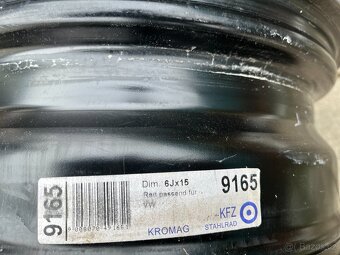 9165
Dim. 6Jx15
Rad passend für
VW
9165
KFZ
KROMAG STAHLRAD